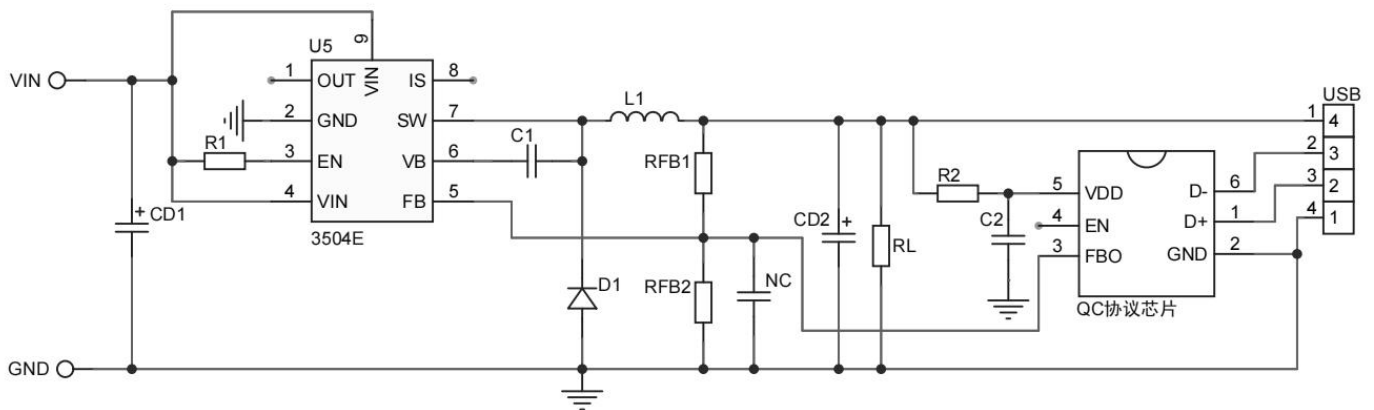 U5
9
USB
VIN
1
OUT
VIN
IS
8
L1
1
4
2
GND
SW
7
C1
2
3
R1
3
EN
VB
6
RFB1
R2
5
VDD
D-
6
3
2
4
VIN
FB
5
CD1
+
3504E
CD2
+
RL
C2
4
EN
D+
1
4
1
3
FBO
GND
2
D1
RFB2
NC
QC协议芯片
GND